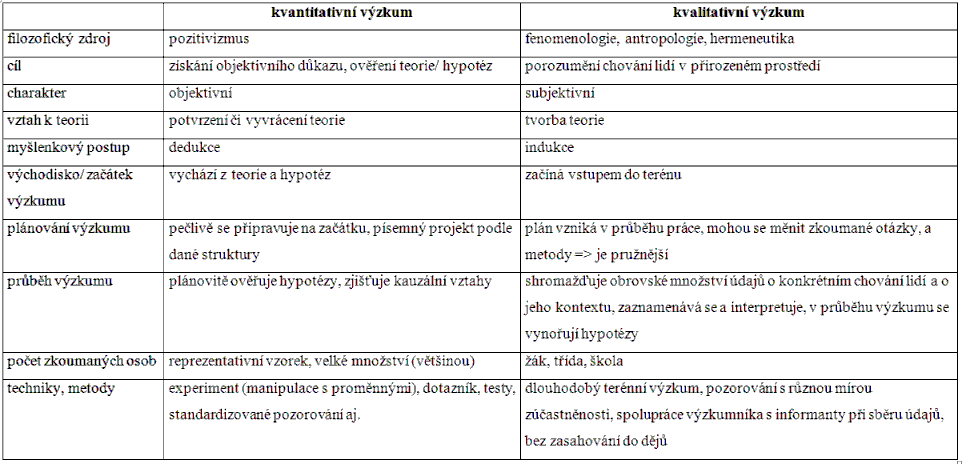 kvantitativní výzkum kvalitativní výzkum
filozofický zdroj pozitivizmus fenomenologie, antropologie, hermeneutika
cíl získání objektivního důkazu, ověření teorie/ hypotéz porozumění chování lidí v přirozeném prostředí
charakter objektivní subjektivní
vztah k teorii potvrzení či vyvrácení teorie tvorba teorie
myšlenkový postup dedukce indukce
východisko/ začátek vychází z teorie a hypotéz začíná vstupem do terénu
výzkumu
plánování výzkumu pečlivě se připravuje na začátku, písemný projekt podle plán vzniká v průběhu práce, mohou se měnit zkoumané otázky, a
dané struktury metody => je pružnější
průběh výzkumu plánovitě ověřuje hypotézy, zjišťuje kauzální vztahy shromažďuje obrovské množství údajů o konkrétním chování lidí a o
jeho kontextu, zaznamenává se a interpretuje, v průběhu výzkumu se
vynořují hypotézy
počet zkoumaných osob reprezentativní vzorek, velké množství (většinou) žák, třída, škola
techniky, metody experiment (manipulace s proměnnými), dotazník, testy, dlouhodobý terénní výzkum, pozorování s různou mírou
standardizované pozorování aj. zúčastněnosti, spolupráce výzkumníka s informanty při sběru údajů,
bez zasahování do dějů